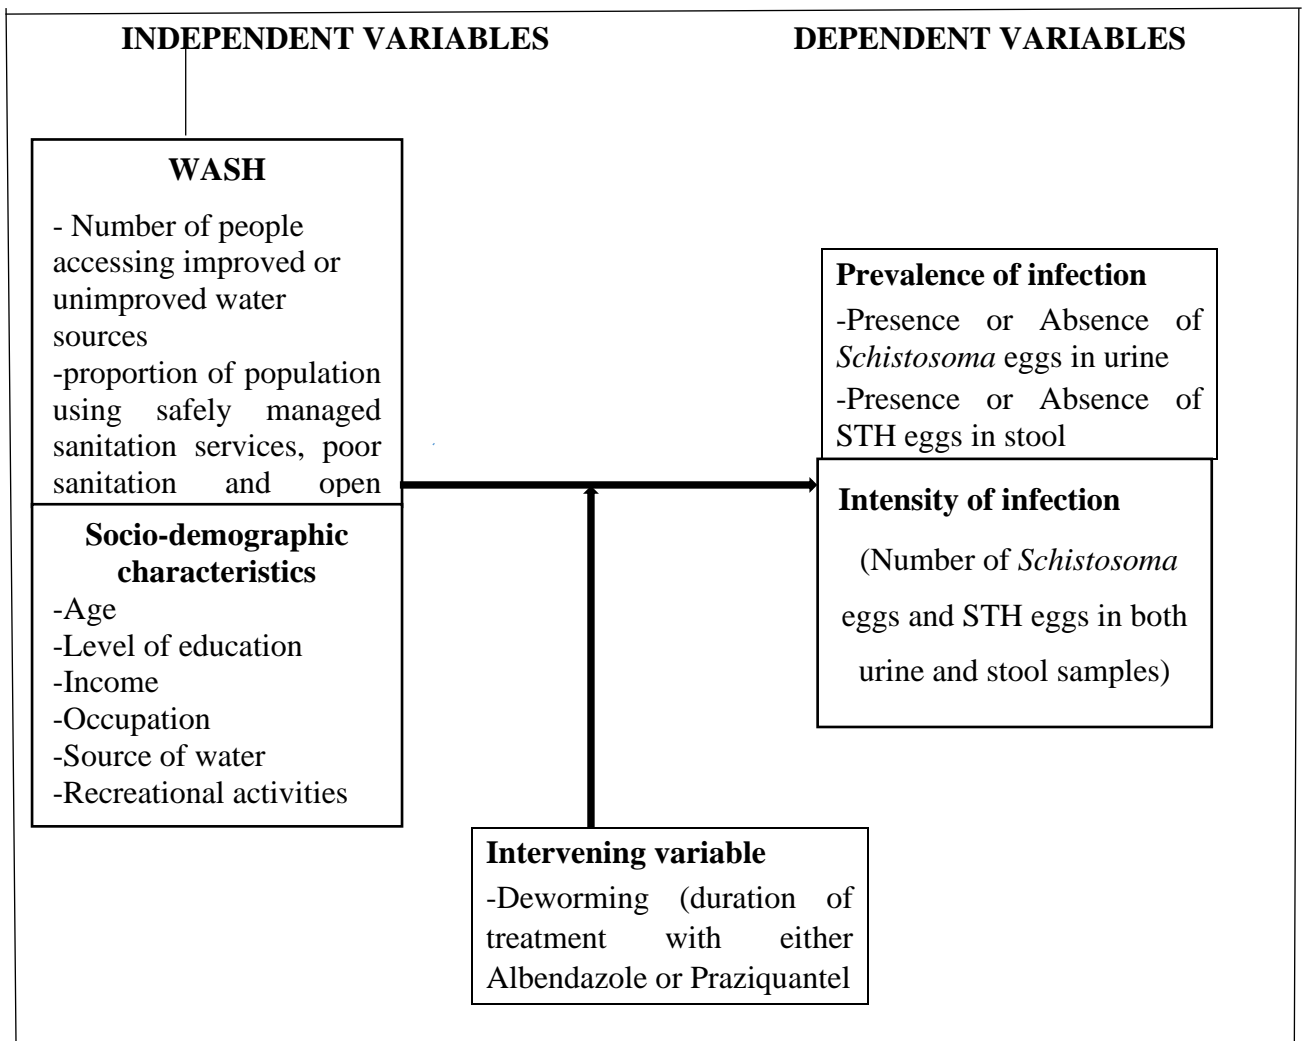 INDEPENDENT VARIABLES
DEPENDENT VARIABLES
WASH
- Number of people
accessing improved or
unimproved water
sources
-proportion of population
using safely managed
sanitation services, poor
sanitation and open
Socio-demographic
characteristics
-Age
-Level of education
-Income
-Occupation
-Source of water
-Recreational activities
Prevalence of infection
-Presence or Absence of
Schistosoma eggs in urine
-Presence or Absence of
STH eggs in stool
Intensity of infection
(Number of Schistosoma
eggs and STH eggs in both
urine and stool samples)
Intervening variable
-Deworming (duration of
treatment with either
Albendazole or Praziquantel